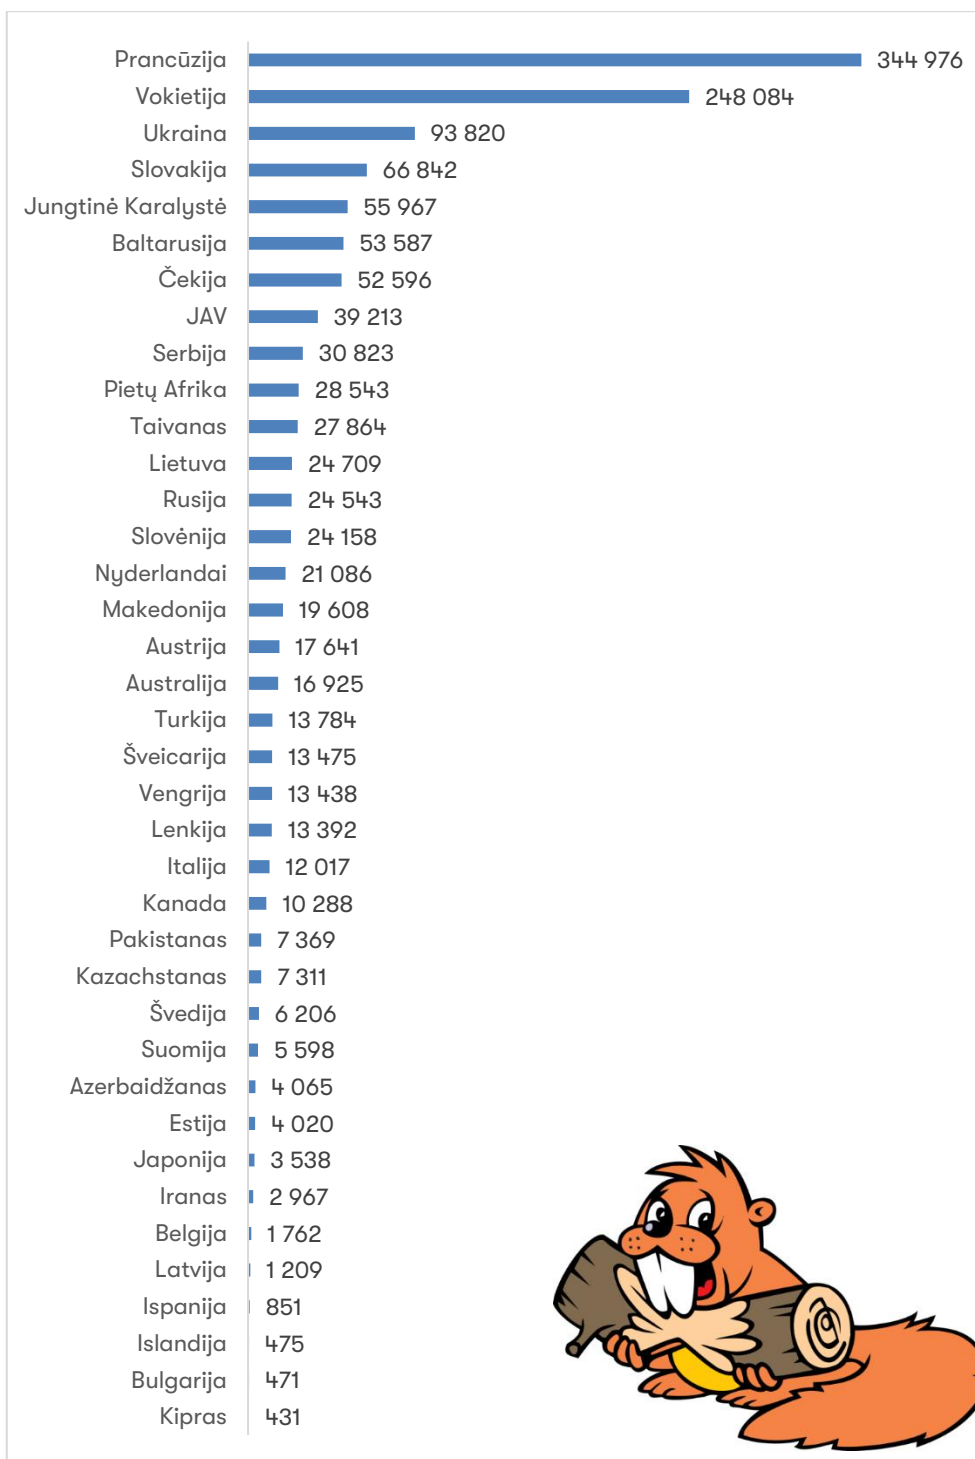 Prancūzija 344 976
Vokietija 248 084
Ukraina 93 820
Slovakija 66 842
Jungtinė Karalystė 55 967
Baltarusija 53 587
Čekija 52 596
JAV 39 213
Serbija 30 823
Pietų Afrika 28 543
Taivanas 27 864
Lietuva 24 709
Rusija 24 543
Slovėnija 24 158
Nyderlandai 21 086
Makedonija 19 608
Austrija 17 641
Australija 16 925
Turkija 13 784
Šveicarija 13 475
Vengrija 13 438
Lenkija 13 392
Italija 12 017
Kanada 10 288
Pakistanas 7 369
Kazachstanas 7 311
Švedija 6 206
Suomija 5 598
Azerbaidžanas 4 065
Estija 4 020
Japonija 3 538
Iranas 2 967
Belgija 1 762
Latvija 1 209
Ispanija 851
Islandija 475
Bulgarija 471
Kipras 431